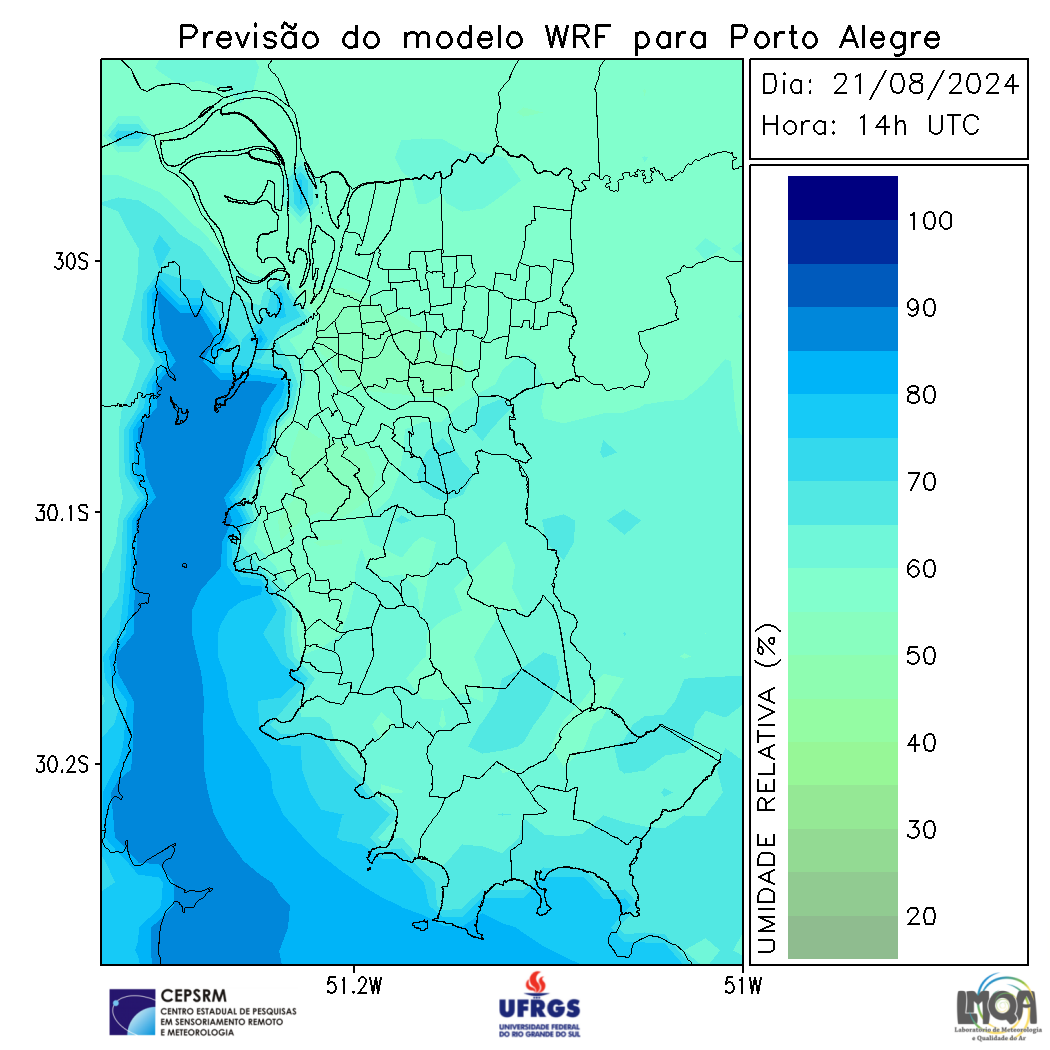 Previsão do modelo WRF para Porto Alegre
Dia: 21/08/2024
Hora: 14h UTC
100
90
80
70
60
50
40
30
20
UMIDADE RELATIVA (%)
30S
30.1S
30.2S
51.2W
51W
CEPSRM
CENTRO ESTADUAL DE PESQUISAS
EM SENSORIAMENTO REMOTO
E METEOROLOGIA
UFRGS
UNIVERSIDADE FEDERAL
DO RIO GRANDE DO SUL
LMQA
Laboratório de Meteorologia
e Qualidade do Ar